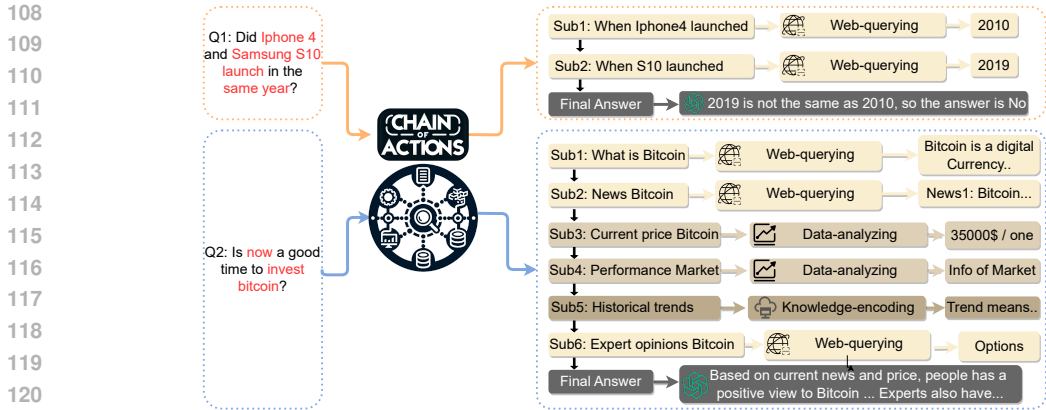 108
109
110
111
112
113
114
115
116
117
118
119
120
Q1: Did Iphone 4
and Samsung S10
launch in the
same year?
Q2: Is now a good
time to invest
bitcoin?
CHAIN
OF
ACTIONS
Sub1: When Iphone4 launched
Web-querying
2010
Sub2: When S10 launched
Web-querying
2019
Final Answer
2019 is not the same as 2010, so the answer is No
Sub1: What is Bitcoin
Web-querying
Bitcoin is a digital
Currency..
Sub2: News Bitcoin
Web-querying
News1: Bitcoin...
Sub3: Current price Bitcoin
Data-analyzing
35000$ / one
Sub4: Performance Market
Data-analyzing
Info of Market
Sub5: Historical trends
Knowledge-encoding
Trend means..
Sub6: Expert opinions Bitcoin
Web-querying
Options
Final Answer
Based on current news and price, people has a
positive view to Bitcoin ... Experts also have...